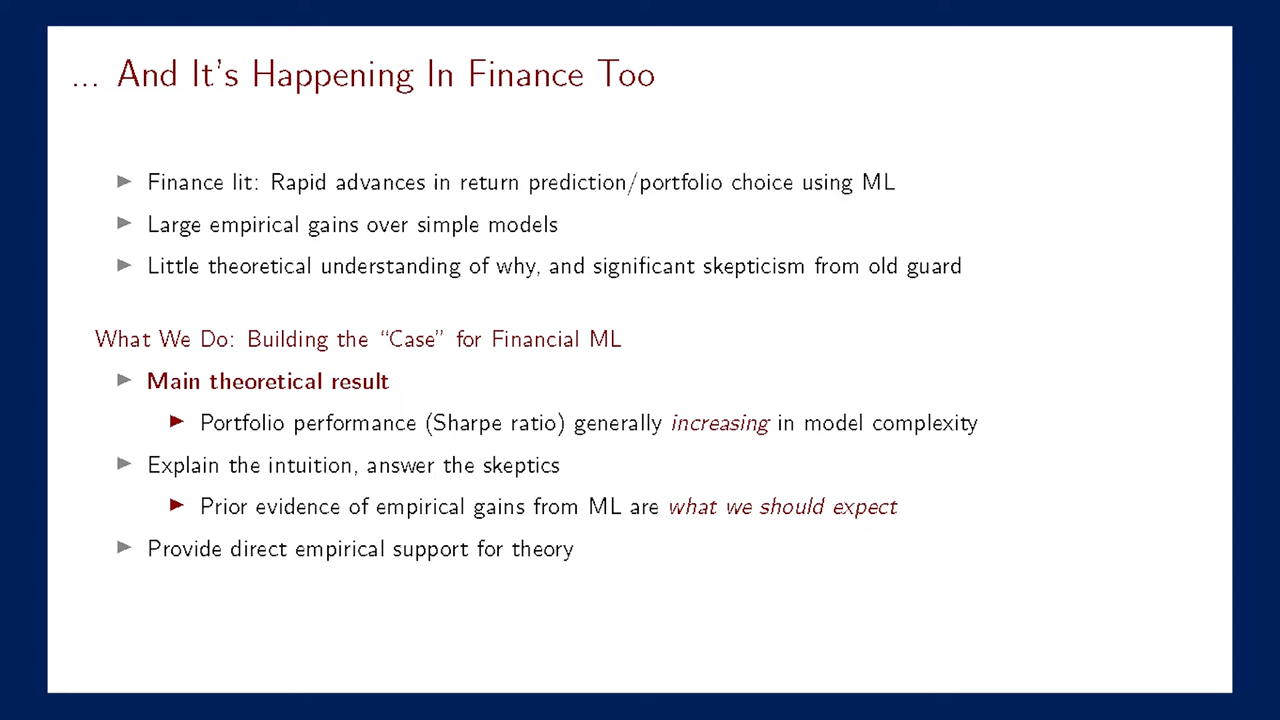 ... And It's Happening In Finance Too
Finance lit: Rapid advances in return prediction/portfolio choice using ML
Large empirical gains over simple models
Little theoretical understanding of why, and significant skepticism from old guard
What We Do: Building the “Case” for Financial ML
Main theoretical result
Portfolio performance (Sharpe ratio) generally increasing in model complexity
Explain the intuition, answer the skeptics
Prior evidence of empirical gains from ML are what we should expect
Provide direct empirical support for theory